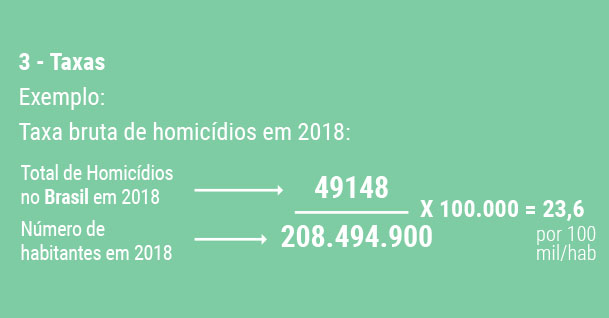 3 - Taxas
Exemplo:
Taxa bruta de homicídios em 2018:
Total de Homicídios
no Brasil em 2018
49148
Número de
habitantes em 2018
208.494.900
X 100.000 = 23,6
por 100
mil/hab